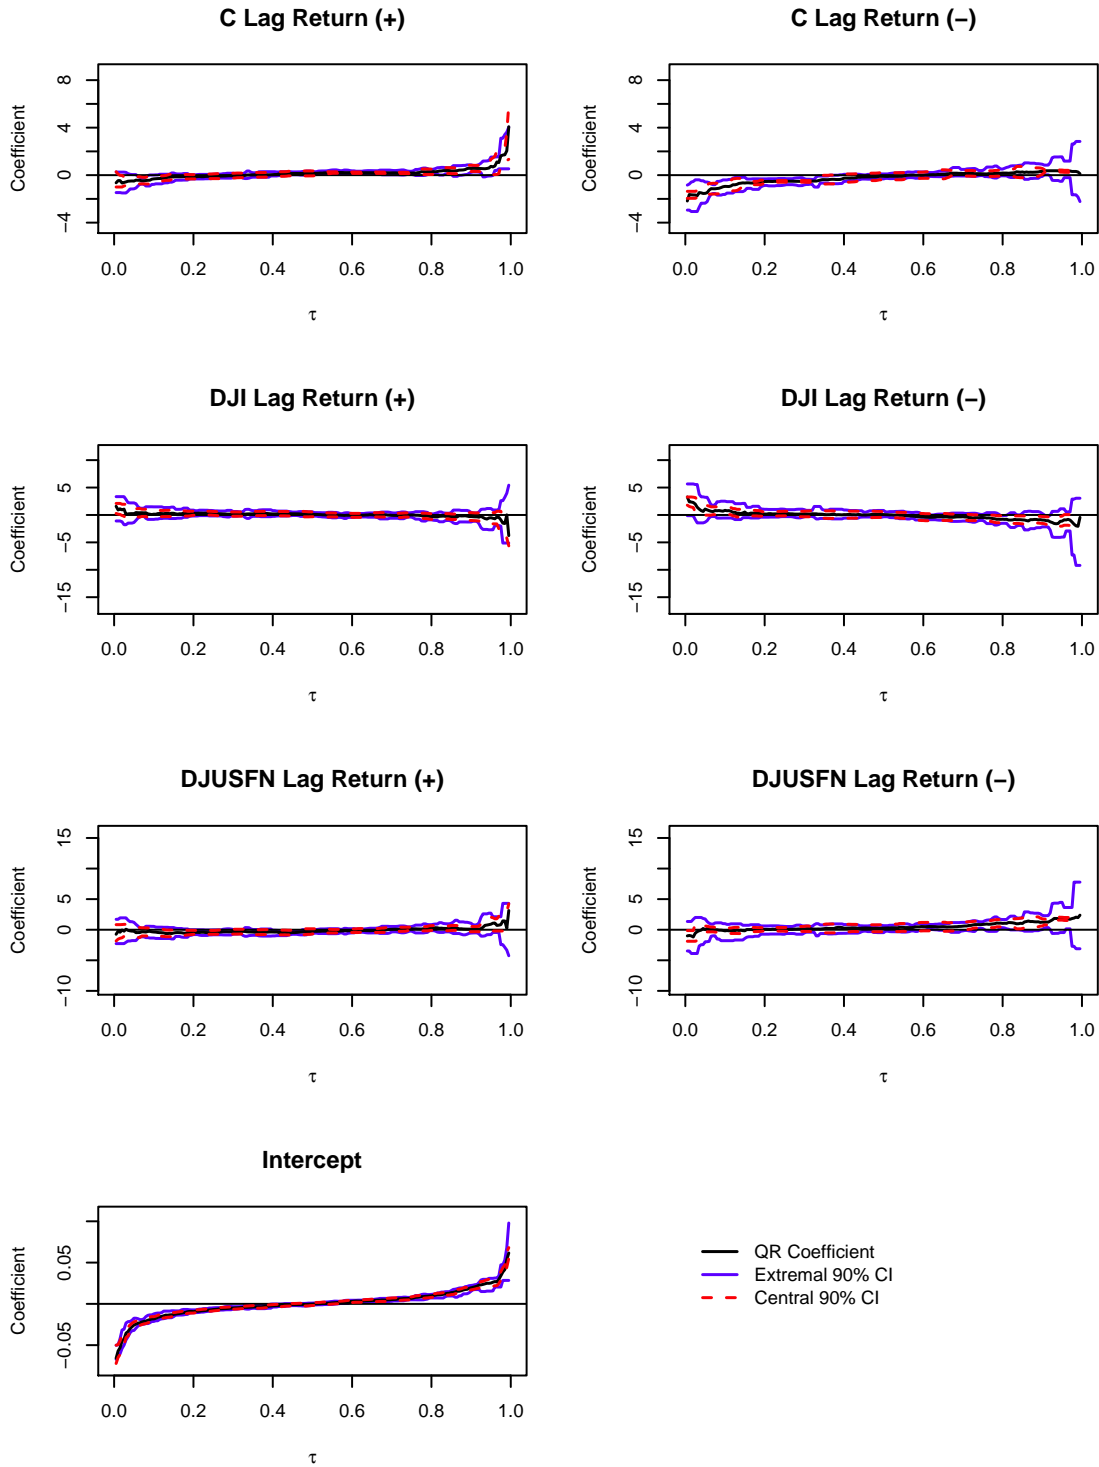 C Lag Return (+)
Coefficient
8
4
0
−4
0.0 0.2 0.4 0.6 0.8 1.0
τ
C Lag Return (−)
Coefficient
8
4
0
−4
0.0 0.2 0.4 0.6 0.8 1.0
τ
DJI Lag Return (+)
Coefficient
5
−5
−15
0.0 0.2 0.4 0.6 0.8 1.0
τ
DJI Lag Return (−)
Coefficient
5
−5
−15
0.0 0.2 0.4 0.6 0.8 1.0
τ
DJUSFN Lag Return (+)
Coefficient
15
5
0
−10
0.0 0.2 0.4 0.6 0.8 1.0
τ
DJUSFN Lag Return (−)
Coefficient
15
5
0
−10
0.0 0.2 0.4 0.6 0.8 1.0
τ
Intercept
Coefficient
0.05
−0.05
0.0 0.2 0.4 0.6 0.8 1.0
τ
QR Coefficient
Extremal 90% CI
Central 90% CI